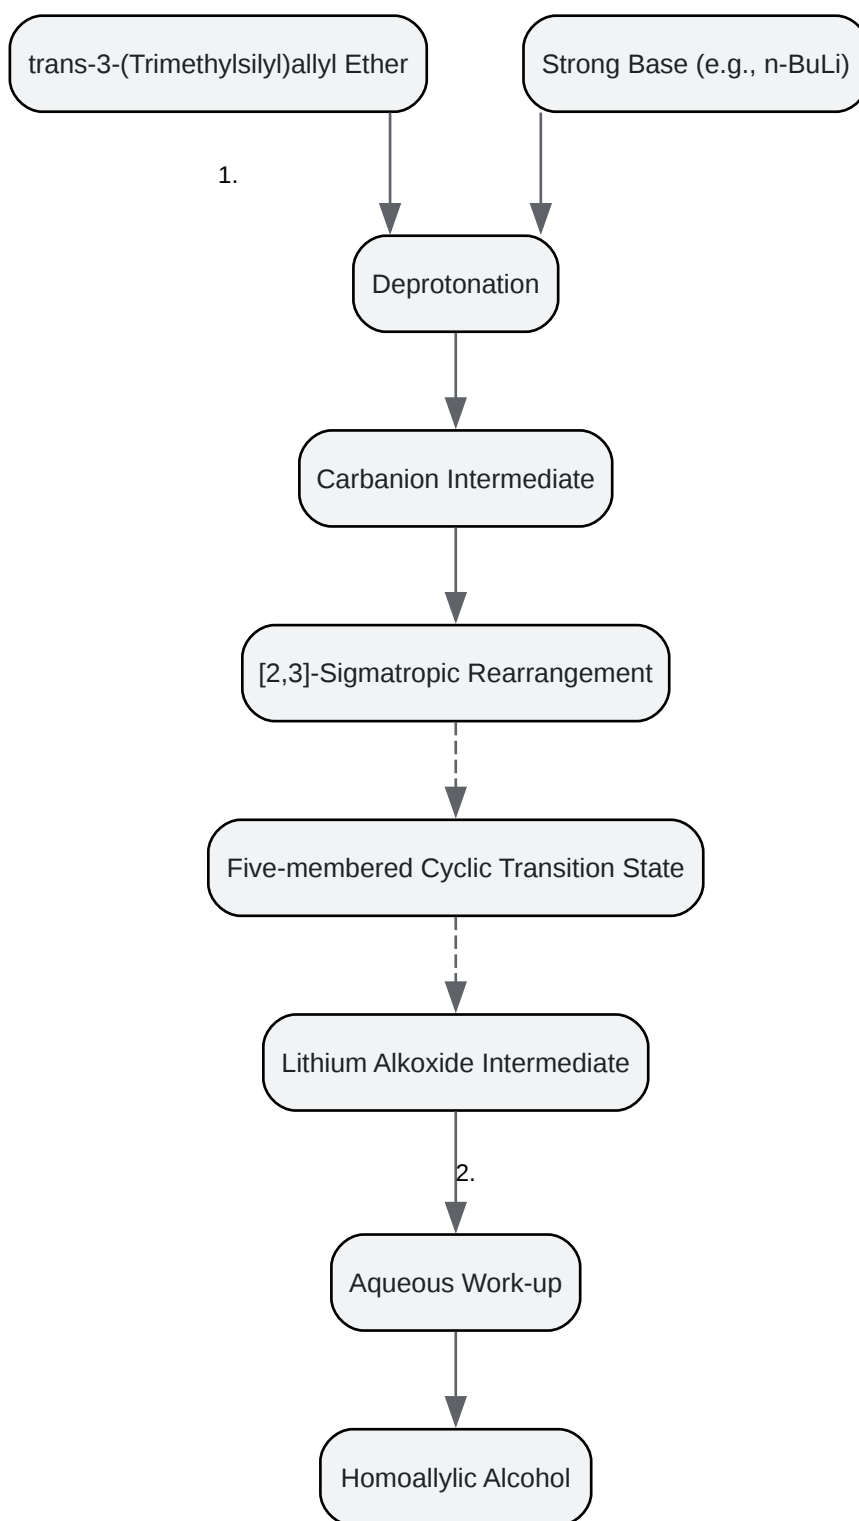 trans-3-(Trimethylsilyl)allyl Ether
Strong Base (e.g., n-BuLi)
1.
Deprotonation
Carbanion Intermediate
[2,3]-Sigmatropic Rearrangement
Five-membered Cyclic Transition State
Lithium Alkoxide Intermediate
2.
Aqueous Work-up
Homoallylic Alcohol